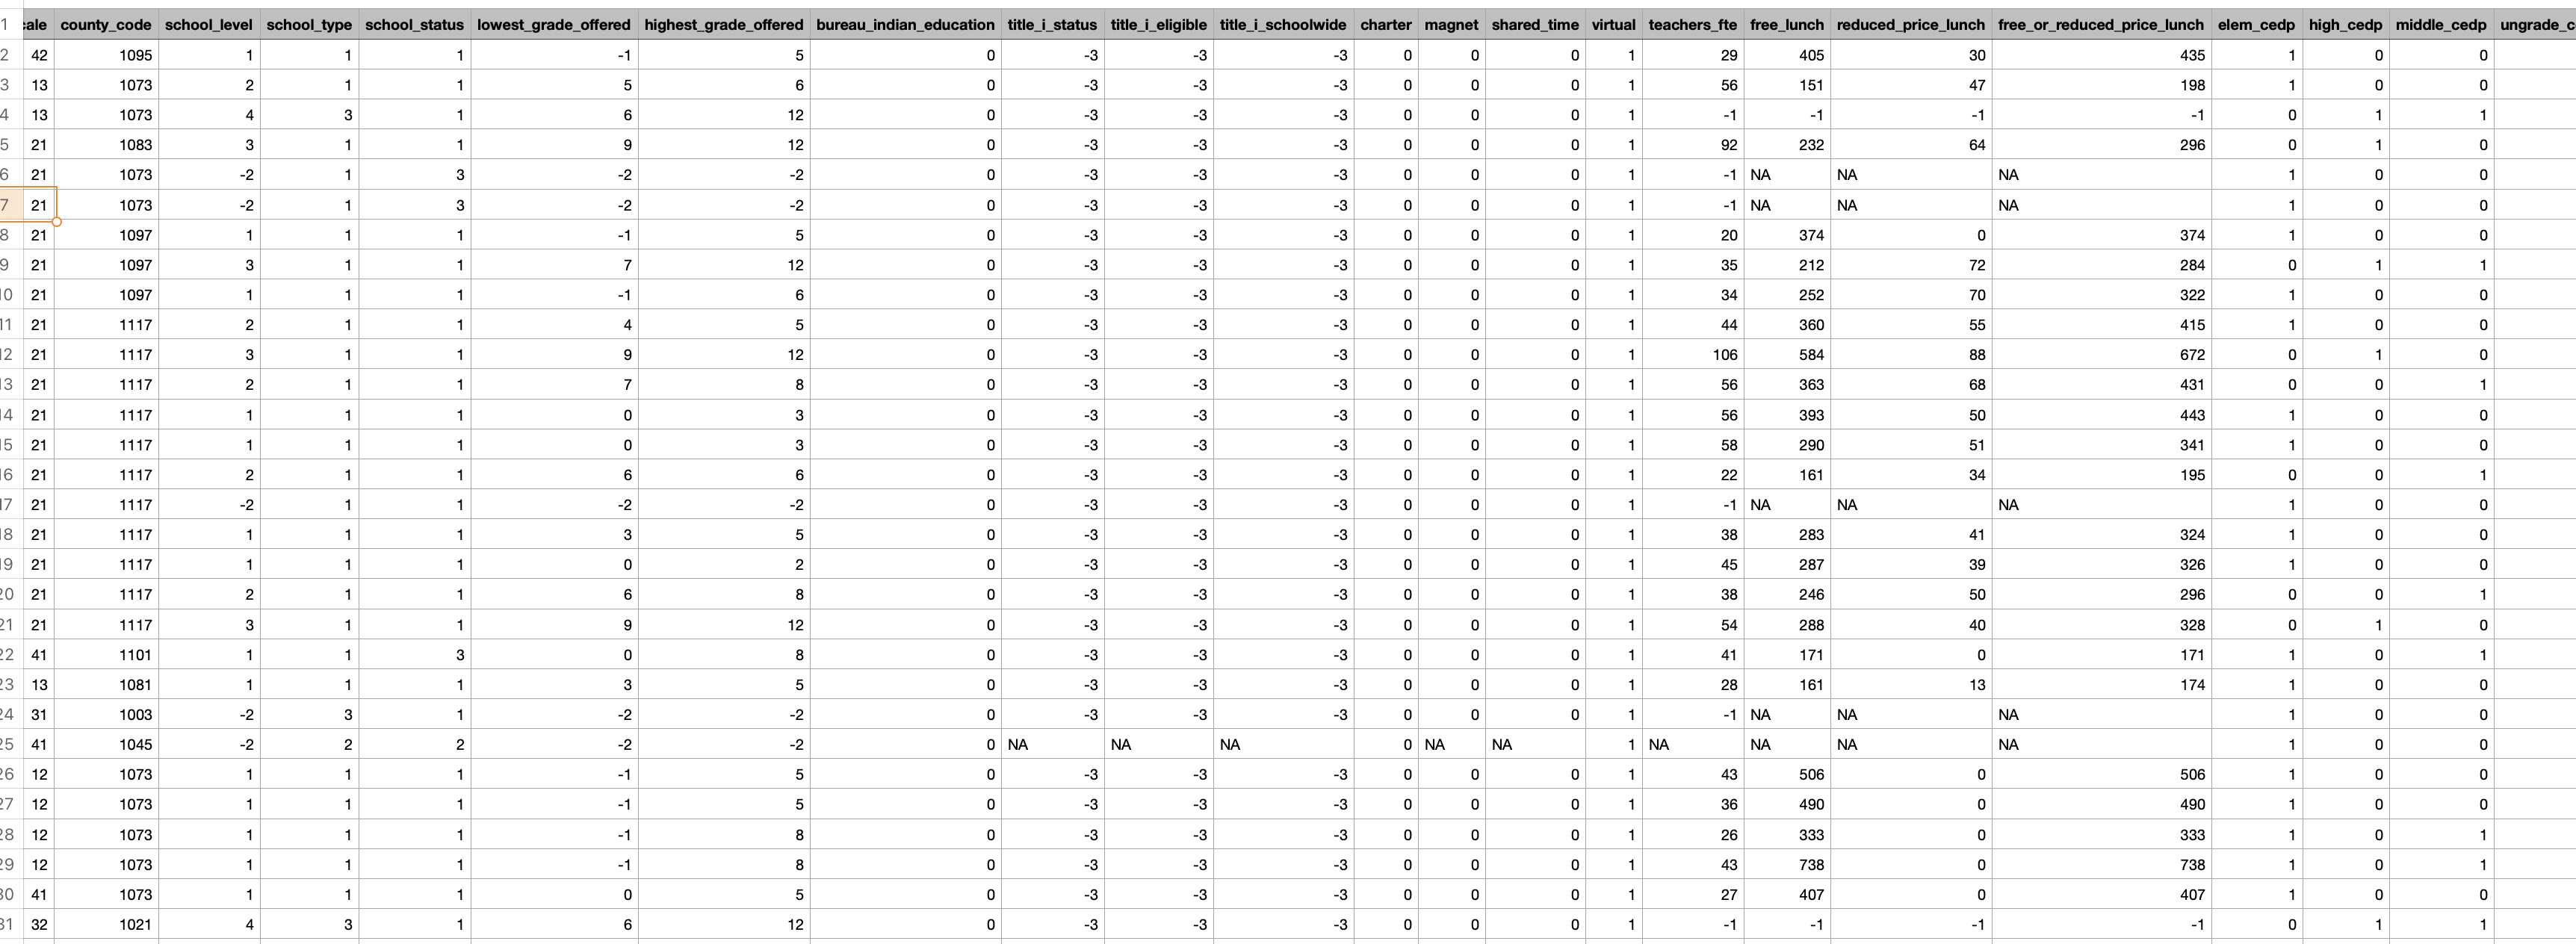 1 cale county_code school_level school_type school_status lowest_grade_offered highest_grade_offered bureau_indian_education title_i_status title_i_eligible title_i_schoolwide charter magnet shared_time virtual teachers_fte free_lunch reduced_price_lunch free_or_reduced_price_lunch elem_cedp high_cedp middle_cedp ungrade_c
2 42 1095 1 1 1 -1 5 0 -3 -3 -3 0 0 0 1 29 405 30 435 1 0 0
3 13 1073 2 1 1 5 6 0 -3 -3 -3 0 0 0 1 56 151 47 198 1 0 0
4 13 1073 4 3 1 6 12 0 -3 -3 -3 0 0 0 1 -1 -1 -1 -1 0 1 1
5 21 1083 3 1 1 9 12 0 -3 -3 -3 0 0 0 1 92 232 64 296 0 1 0
6 21 1073 -2 1 3 -2 -2 0 -3 -3 -3 0 0 0 1 -1 NA NA NA 1 0 0
7 21 1073 -2 1 3 -2 -2 0 -3 -3 -3 0 0 0 1 -1 NA NA NA 1 0 0
8 21 1097 1 1 1 -1 5 0 -3 -3 -3 0 0 0 1 20 374 0 374 1 0 0
9 21 1097 3 1 1 7 12 0 -3 -3 -3 0 0 0 1 35 212 72 284 0 1 1
10 21 1097 1 1 1 -1 6 0 -3 -3 -3 0 0 0 1 34 252 70 322 1 0 0
11 21 1117 2 1 1 4 5 0 -3 -3 -3 0 0 0 1 44 360 55 415 1 0 0
12 21 1117 3 1 1 9 12 0 -3 -3 -3 0 0 0 1 106 584 88 672 0 1 0
13 21 1117 2 1 1 7 8 0 -3 -3 -3 0 0 0 1 56 363 68 431 0 0 1
14 21 1117 1 1 1 0 3 0 -3 -3 -3 0 0 0 1 56 393 50 443 1 0 0
15 21 1117 1 1 1 0 3 0 -3 -3 -3 0 0 0 1 58 290 51 341 1 0 0
16 21 1117 2 1 1 6 6 0 -3 -3 -3 0 0 0 1 22 161 34 195 0 0 1
17 21 1117 -2 1 1 -2 -2 0 -3 -3 -3 0 0 0 1 -1 NA NA NA 1 0 0
18 21 1117 1 1 1 3 5 0 -3 -3 -3 0 0 0 1 38 283 41 324 1 0 0
19 21 1117 1 1 1 0 2 0 -3 -3 -3 0 0 0 1 45 287 39 326 1 0 0
20 21 1117 2 1 1 6 8 0 -3 -3 -3 0 0 0 1 38 246 50 296 0 0 1
21 21 1117 3 1 1 9 12 0 -3 -3 -3 0 0 0 1 54 288 40 328 0 1 0
22 41 1101 1 1 3 0 8 0 -3 -3 -3 0 0 0 1 41 171 0 171 1 0 1
23 13 1081 1 1 1 3 5 0 -3 -3 -3 0 0 0 1 28 161 13 174 1 0 0
24 31 1003 -2 3 1 -2 -2 0 -3 -3 -3 0 0 0 1 -1 NA NA NA 1 0 0
25 41 1045 -2 2 2 -2 -2 0 NA NA NA 0 NA NA 1 NA NA NA NA 1 0 0
26 12 1073 1 1 1 -1 5 0 -3 -3 -3 0 0 0 1 43 506 0 506 1 0 0
27 12 1073 1 1 1 -1 5 0 -3 -3 -3 0 0 0 1 36 490 0 490 1 0 0
28 12 1073 1 1 1 -1 8 0 -3 -3 -3 0 0 0 1 26 333 0 333 1 0 1
29 12 1073 1 1 1 -1 8 0 -3 -3 -3 0 0 0 1 43 738 0 738 1 0 1
30 41 1073 1 1 1 0 5 0 -3 -3 -3 0 0 0 1 27 407 0 407 1 0 0
31 32 1021 4 3 1 6 12 0 -3 -3 -3 0 0 0 1 -1 -1 -1 -1 0 1 1